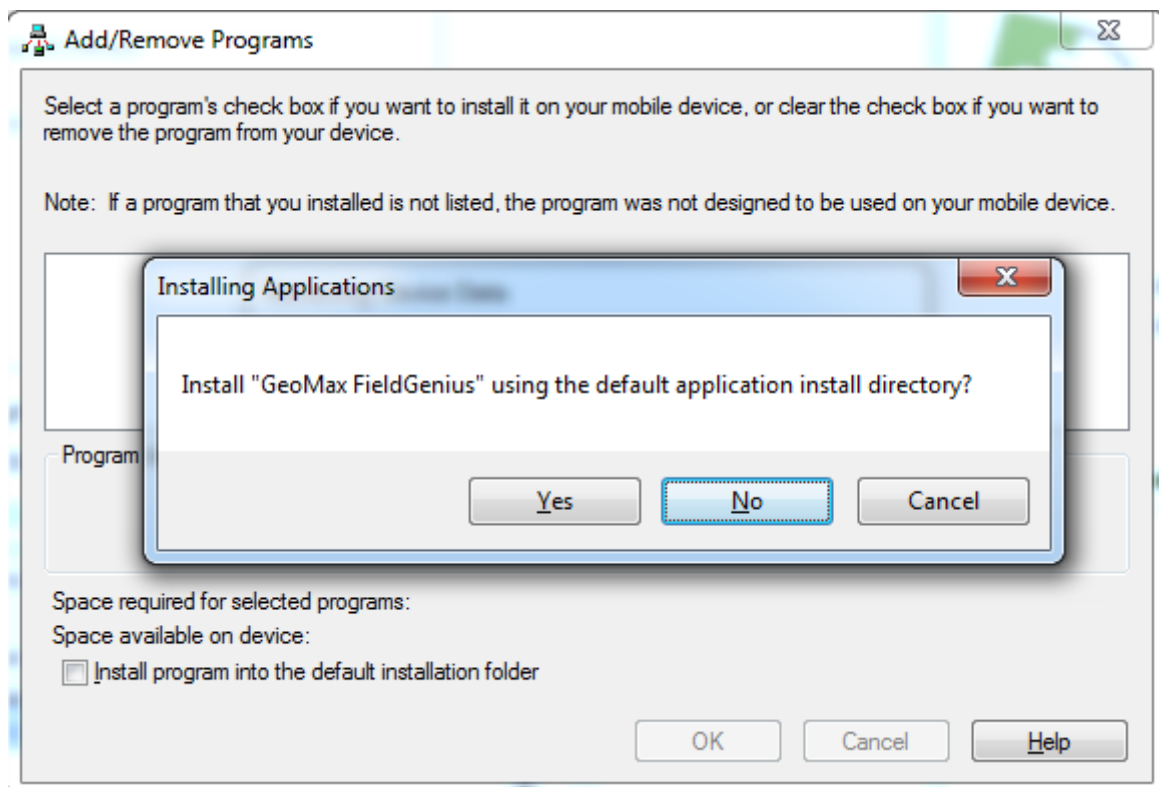 Add/Remove Programs
Select a program's check box if you want to install it on your mobile device, or clear the check box if you want to
remove the program from your device.
Note: If a program that you installed is not listed, the program was not designed to be used on your mobile device.
Installing Applications
Install "GeoMax FieldGenius" using the default application install directory?
Program
Yes No Cancel
Space required for selected programs:
Space available on device:
Install program into the default installation folder
OK Cancel Help